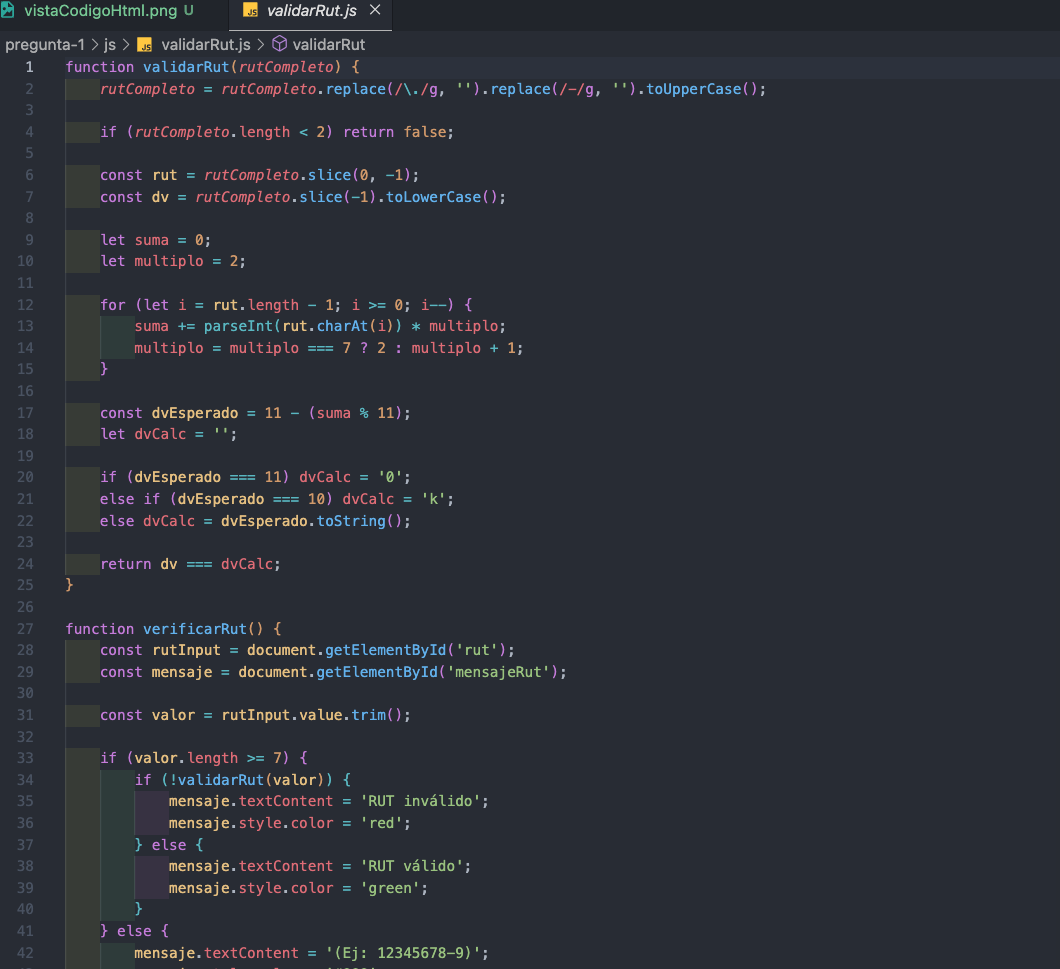 vistaCodigoHtml.png U
JS validarRut.js ×
pregunta-1 > js > JS validarRut.js > validarRut
1 function validarRut(rutCompleto) {
2 rutCompleto = rutCompleto.replace(/\./g, '').replace(/-/g, '').toUpperCase();
3
4 if (rutCompleto.length < 2) return false;
5
6 const rut = rutCompleto.slice(0, -1);
7 const dv = rutCompleto.slice(-1).toLowerCase();
8
9 let suma = 0;
10 let multiplo = 2;
11
12 for (let i = rut.length - 1; i >= 0; i--) {
13 suma += parseInt(rut.charAt(i)) * multiplo;
14 multiplo = multiplo === 7 ? 2 : multiplo + 1;
15 }
16
17 const dvEsperado = 11 - (suma % 11);
18 let dvCalc = '';
19
20 if (dvEsperado === 11) dvCalc = '0';
21 else if (dvEsperado === 10) dvCalc = 'k';
22 else dvCalc = dvEsperado.toString();
23
24 return dv === dvCalc;
25 }
26
27 function verificarRut() {
28 const rutInput = document.getElementById('rut');
29 const mensaje = document.getElementById('mensajeRut');
30
31 const valor = rutInput.value.trim();
32
33 if (valor.length >= 7) {
34 if (!validarRut(valor)) {
35 mensaje.textContent = 'RUT inválido';
36 mensaje.style.color = 'red';
37 } else {
38 mensaje.textContent = 'RUT válido';
39 mensaje.style.color = 'green';
40 }
41 } else {
42 mensaje.textContent = '(Ej: 12345678-9)';